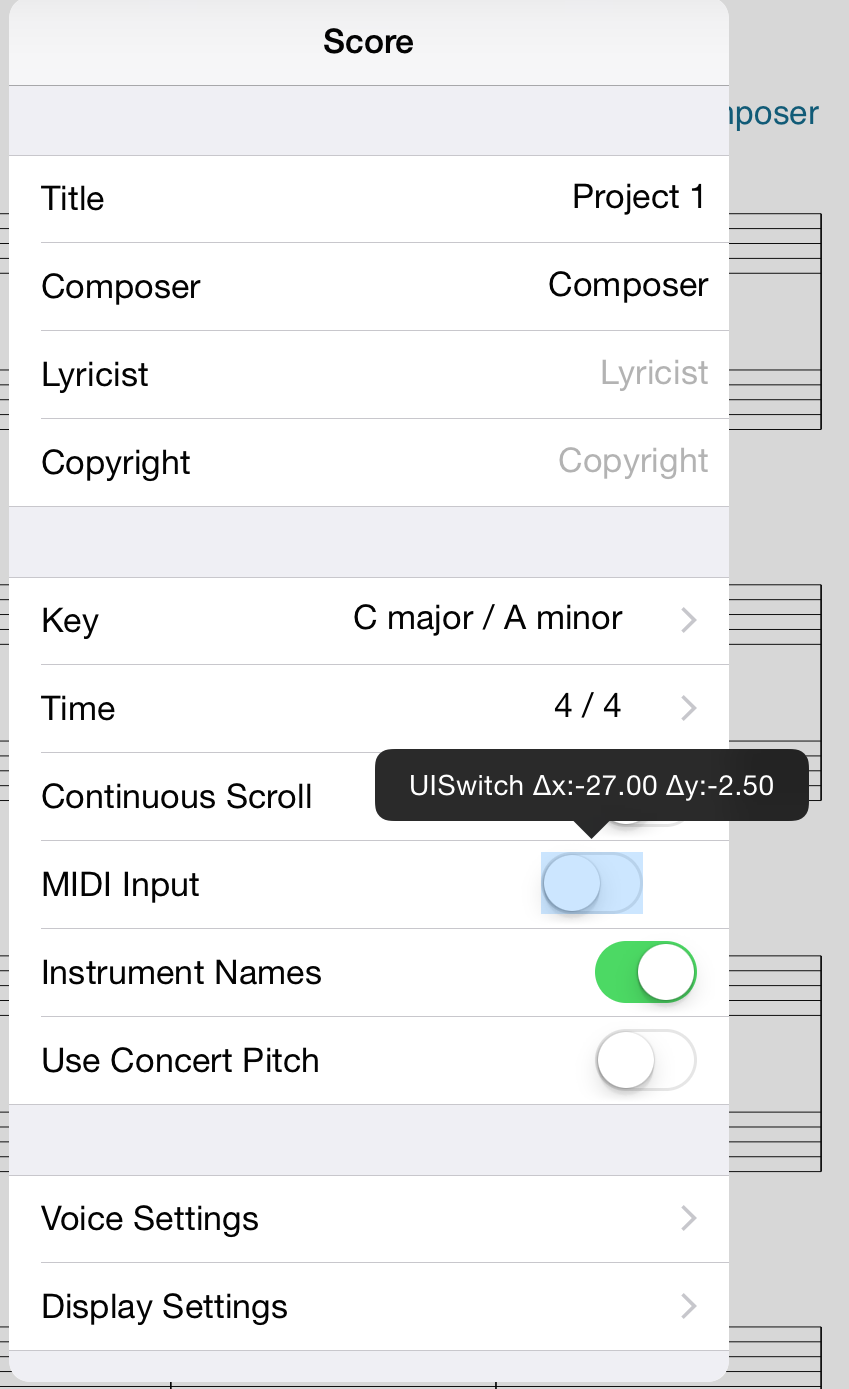 Score
mposer
Title Project 1
Composer Composer
Lyricist Lyricist
Copyright Copyright
Key C major / A minor
Time 4 / 4
UISwitch Δx:-27.00 Δy:-2.50
Continuous Scroll
MIDI Input
Instrument Names
Use Concert Pitch
Voice Settings
Display Settings